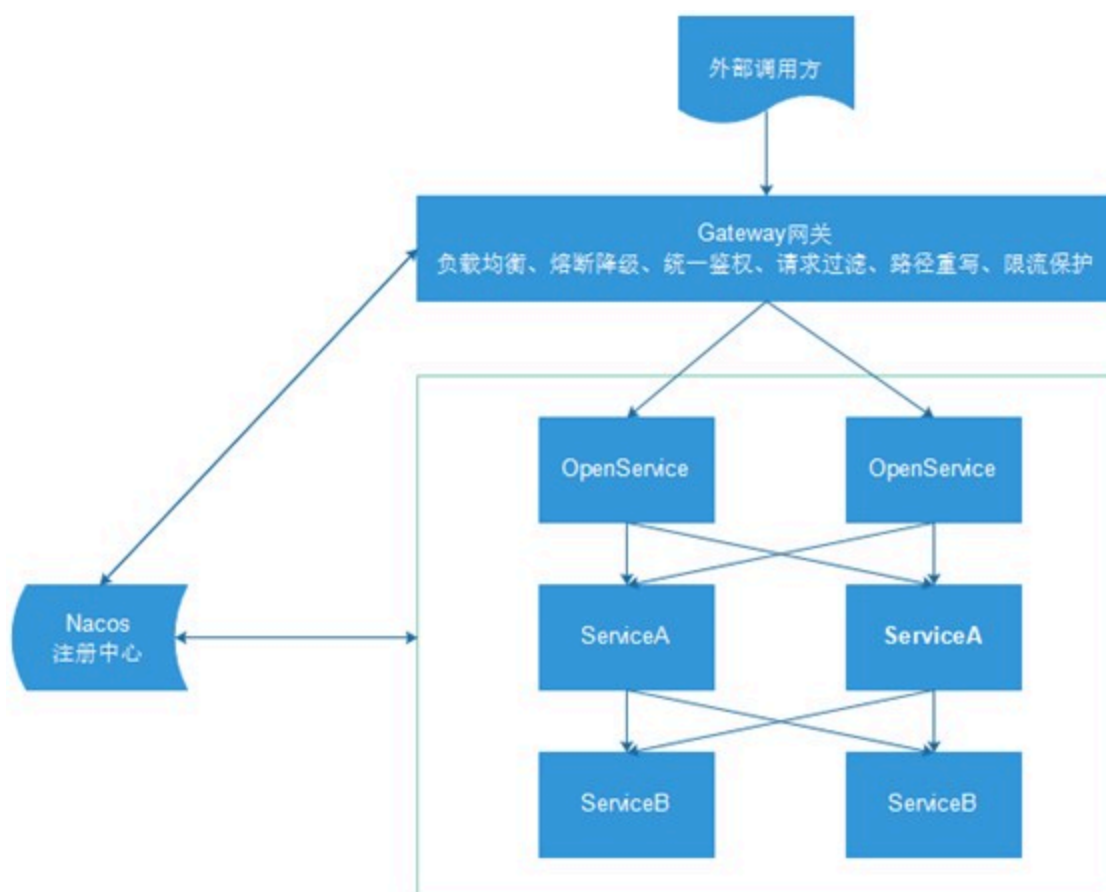 外部调用方
Gateway网关
负载均衡、熔断降级、统一鉴权、请求过滤、路径重写、限流保护
OpenService
OpenService
Nacos
注册中心
ServiceA
ServiceA
ServiceB
ServiceB